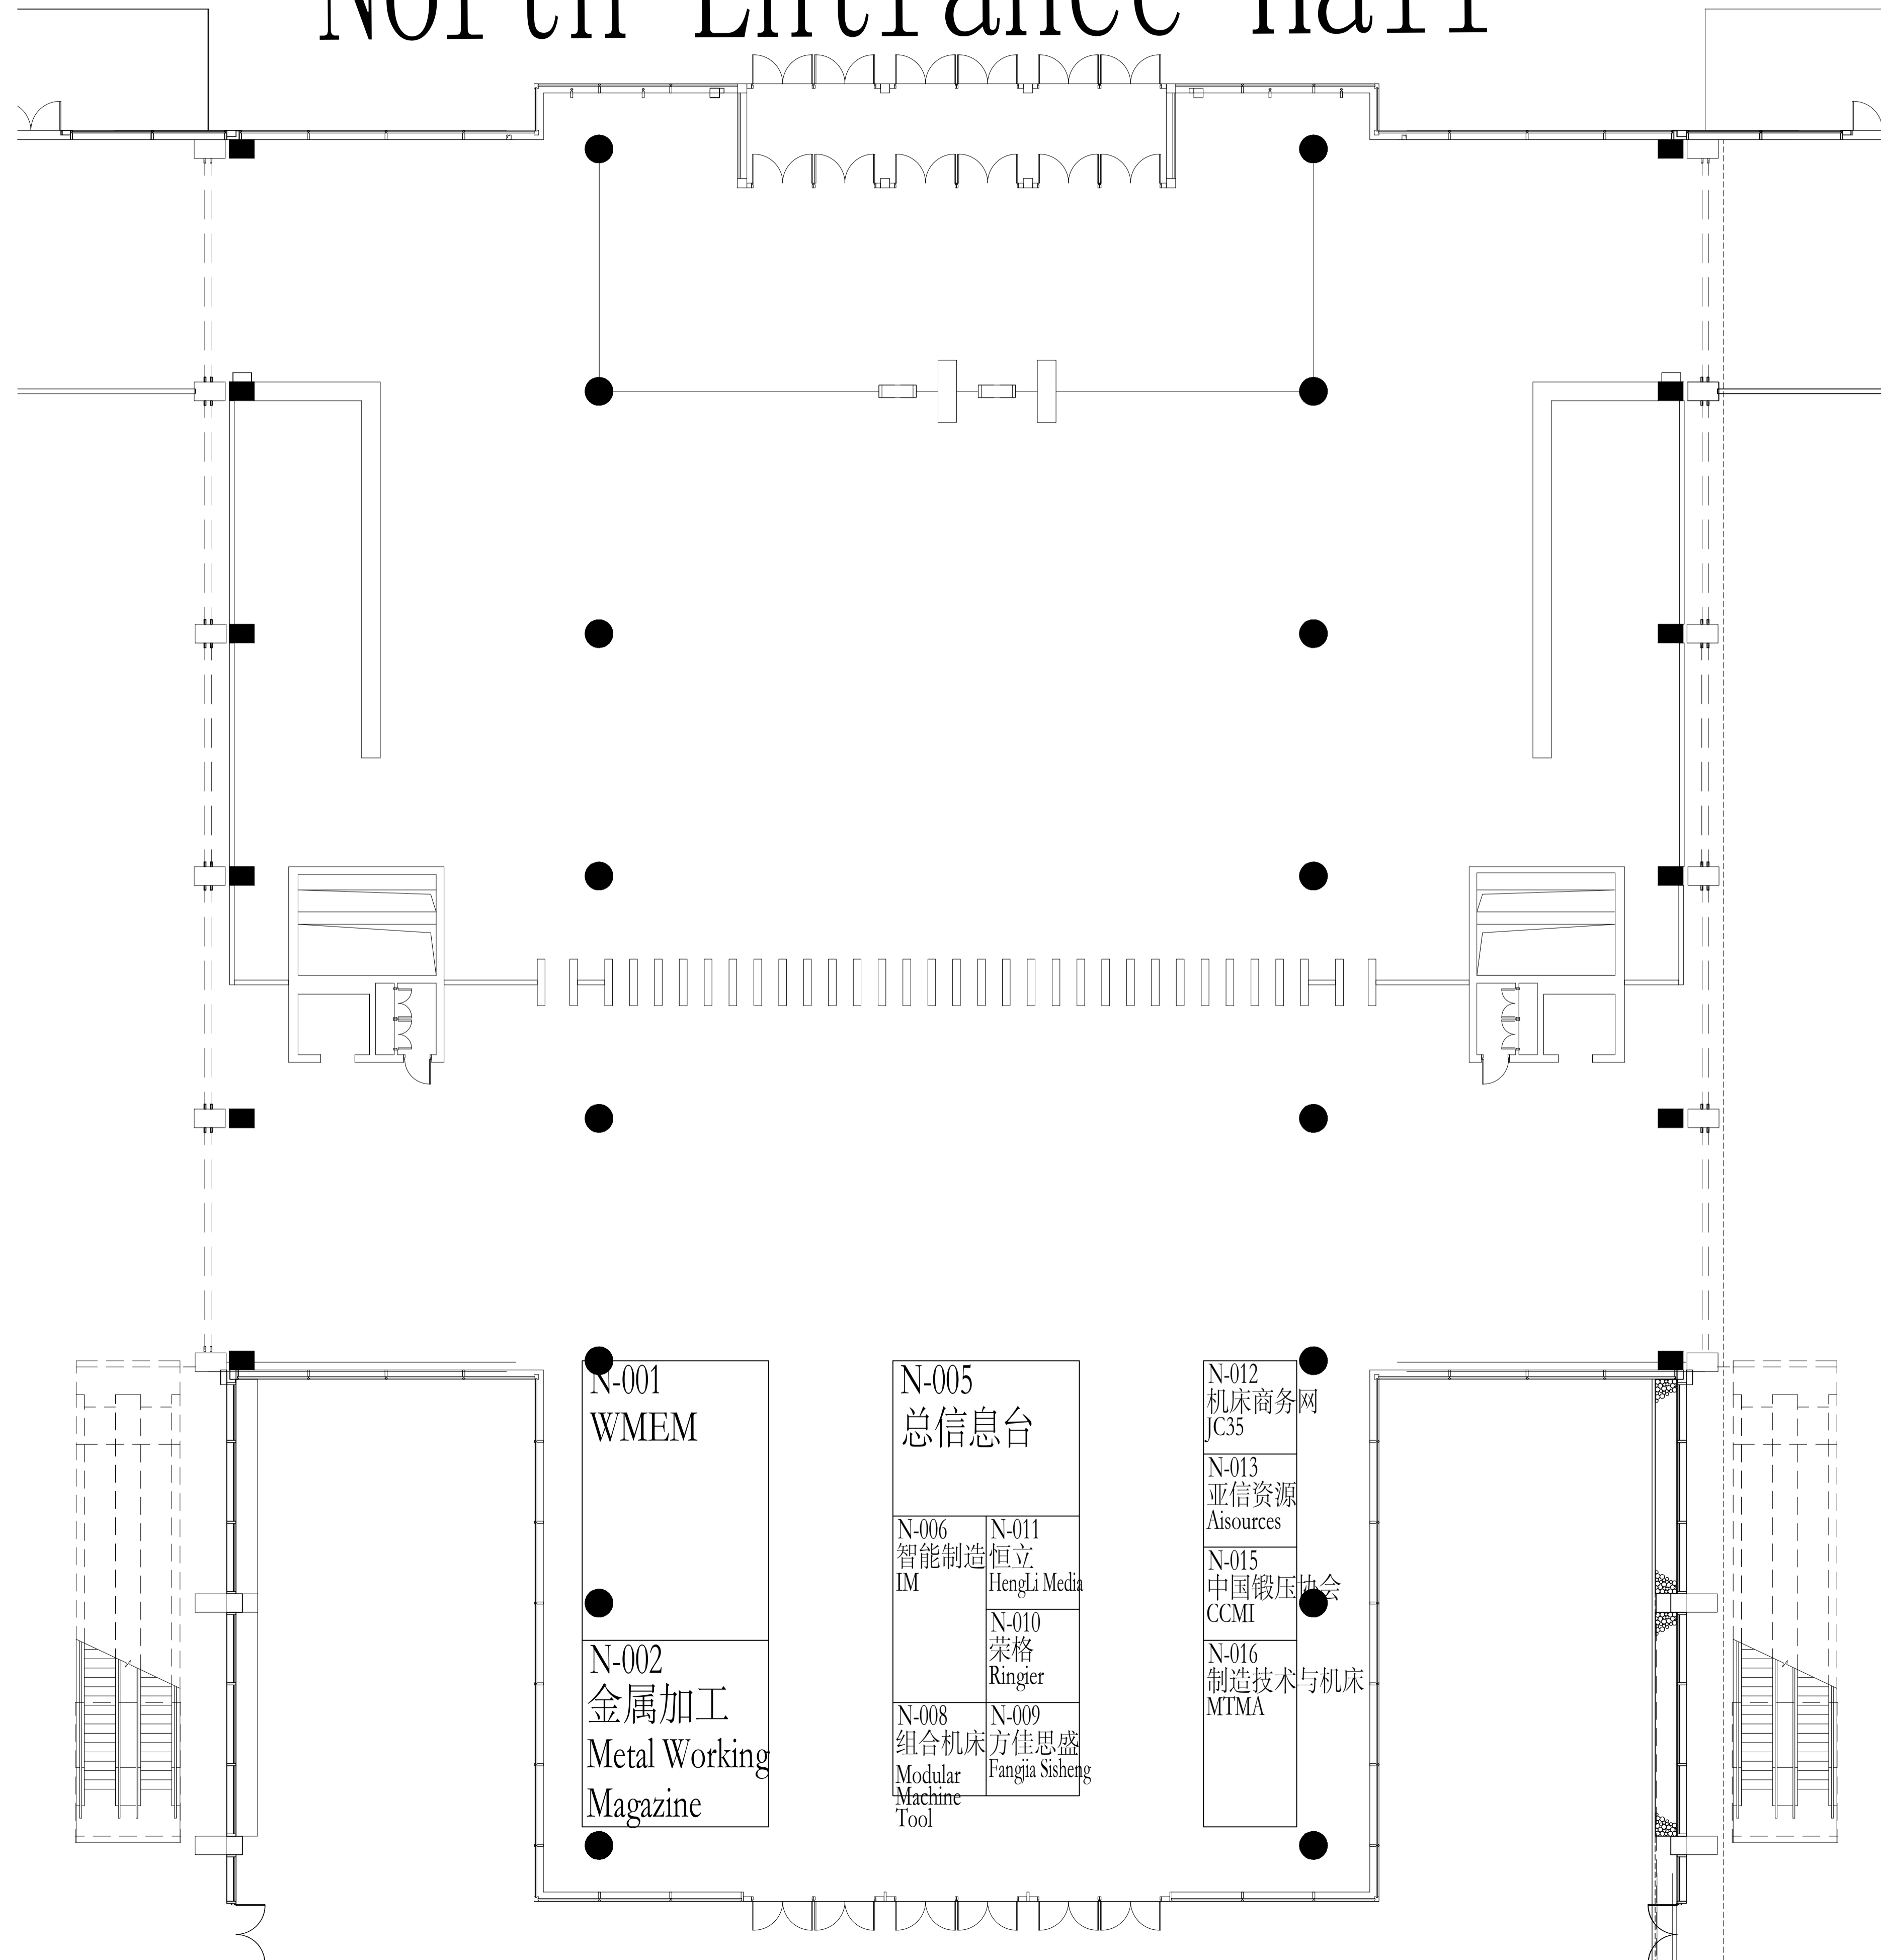 North Entrance Hall
N-001
WMEM
N-002
金属加工
Metal Working
Magazine
N-005
总信息台
N-006
智能制造
IM
N-011
恒立
HengLi Media
N-010
荣格
Ringier
N-008
组合机床
Modular
Machine
Tool
N-009
方佳思盛
Fangjia Sisheng
N-012
机床商务网
JC35
N-013
亚信资源
Aisources
N-015
中国锻压协会
CCMI
N-016
制造技术与机床
MTMA